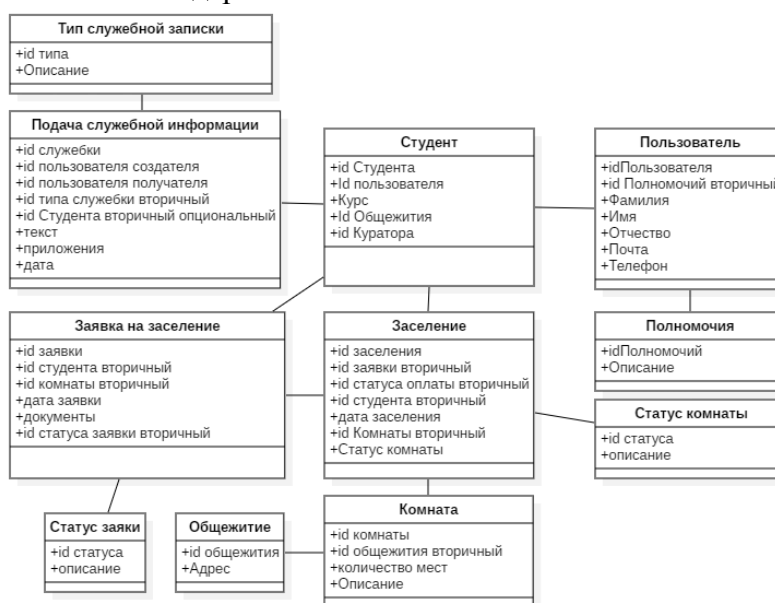 Тип служебной записки
+id типа
+Описание
Подача служебной информации
+id служебки
+id пользователя создателя
+id пользователя получателя
+id типа служебки вторичный
+id Студента вторичный опциональный
+текст
+приложения
+дата
Студент
+id Студента
+Id пользователя
+Курс
+Id Общежития
+id Куратора
Пользователь
+idПользователя
+id Полномочий вторичный
+Фамилия
+Имя
+Отчество
+Почта
+Телефон
Заявка на заселение
+id заявки
+id студента вторичный
+id комнаты вторичный
+дата заявки
+документы
+id статуса заявки вторичный
Заселение
+id заселения
+id заявки вторичный
+id статуса оплаты вторичный
+id студента вторичный
+дата заселения
+id Комнаты вторичный
+Статус комнаты
Полномочия
+idПолномочий
+Описание
Статус комнаты
+id статуса
+описание
Статус заяки
+id статуса
+описание
Общежитие
+id общежития
+Адрес
Комната
+id комнаты
+id общежития вторичный
+количество мест
+Описание